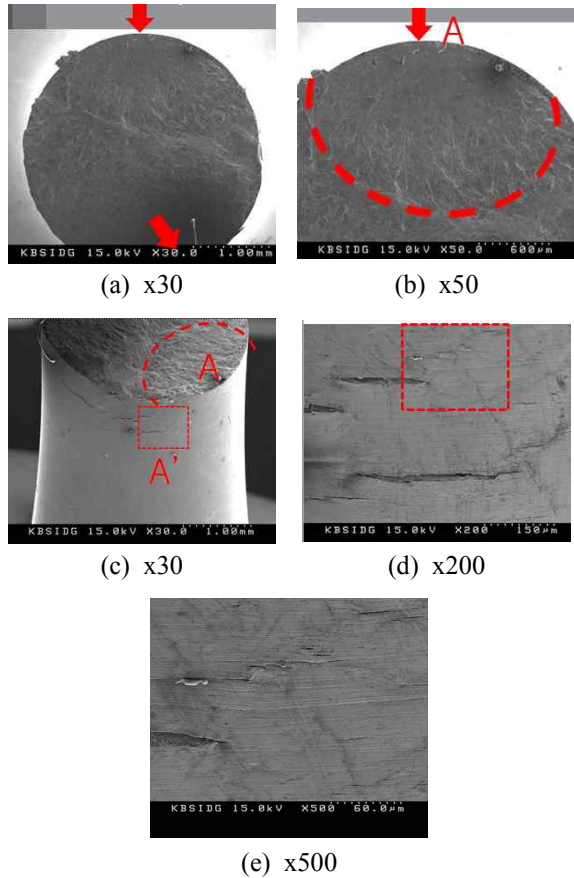 A
KBSIDG 15.0kV X30.0 1.00mm
KBSIDG 15.0kV X50.0 600µm
(a) x30
(b) x50
A
A'
KBSIDG 15.0kV X30.0 1.00mm
KBSIDG 15.0kV X200 150µm
(c) x30
(d) x200
KBSIDG 15.0kV X500 60.0µm
(e) x500